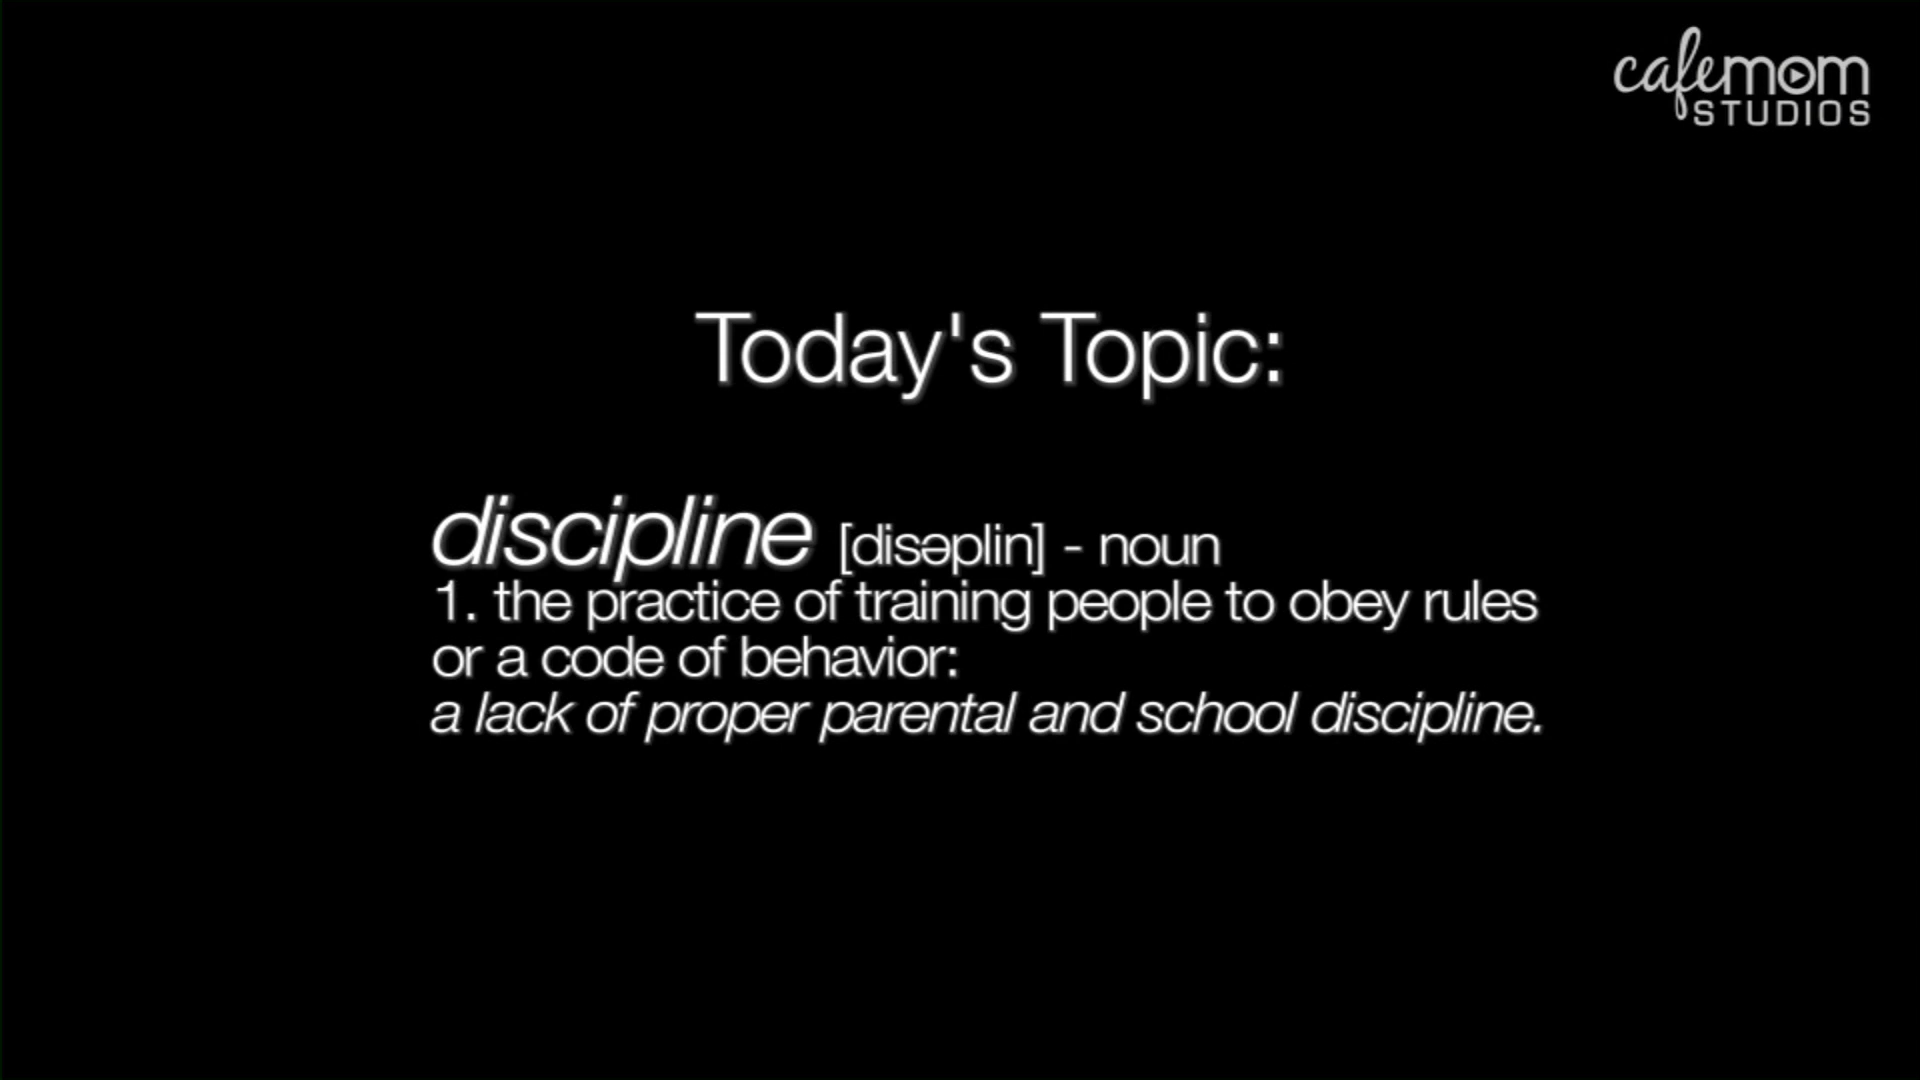 cafemom
STUDIOS
Today's Topic:
discipline [disəplin] - noun
1. the practice of training people to obey rules
or a code of behavior:
a lack of proper parental and school discipline.